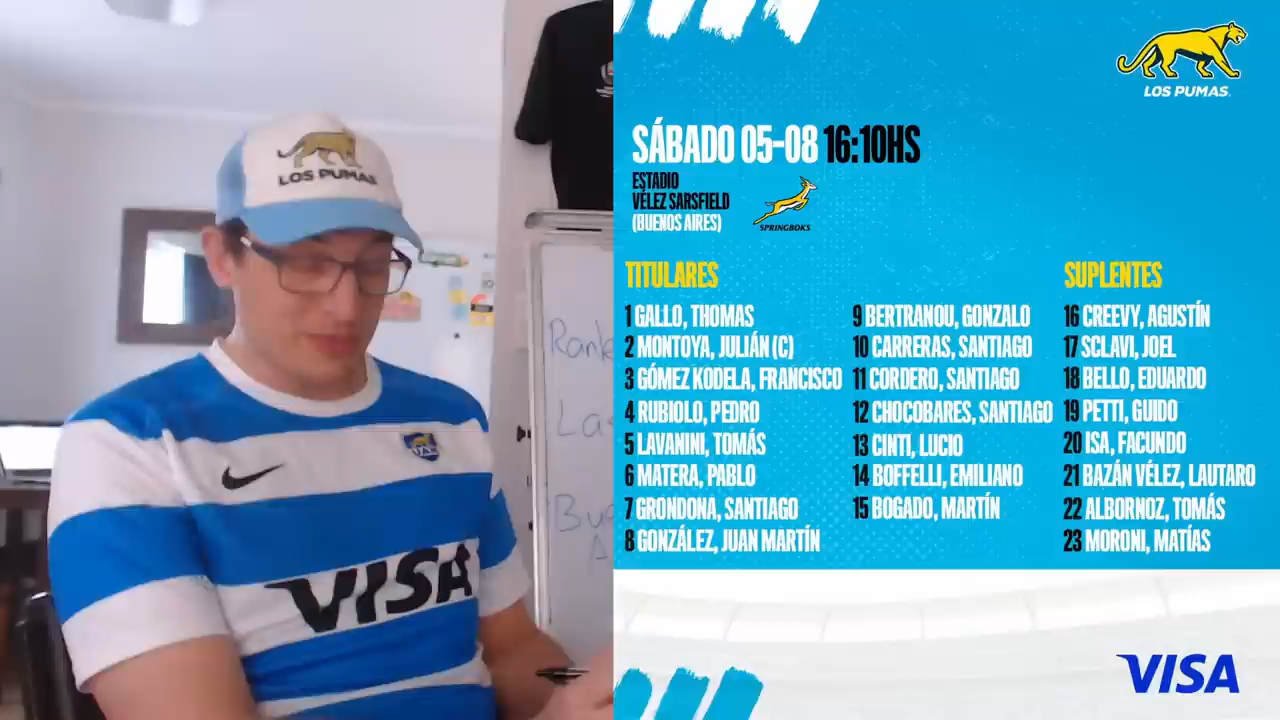 LOS PUMAS
VISA
Rank
La
Bu
A
LOS PUMAS
SÁBADO 05-08 16:10HS
ESTADIO
VÉLEZ SARSFIELD
(BUENOS AIRES)
SPRINGBOKS
TITULARES
1 GALLO, THOMAS
2 MONTOYA, JULIÁN (C)
3 GÓMEZ KODELA, FRANCISCO
4 RUBIOLO, PEDRO
5 LAVANINI, TOMÁS
6 MATERA, PABLO
7 GRONDONA, SANTIAGO
8 GONZÁLEZ, JUAN MARTÍN
9 BERTRANOU, GONZALO
10 CARRERAS, SANTIAGO
11 CORDERO, SANTIAGO
12 CHOCOBARES, SANTIAGO
13 CINTI, LUCIO
14 BOFFELLI, EMILIANO
15 BOGADO, MARTÍN
SUPLENTES
16 CREEVY, AGUSTÍN
17 SCLAVI, JOEL
18 BELLO, EDUARDO
19 PETTI, GUIDO
20 ISA, FACUNDO
21 BAZÁN VÉLEZ, LAUTARO
22 ALBORNOZ, TOMÁS
23 MORONI, MATÍAS
VISA